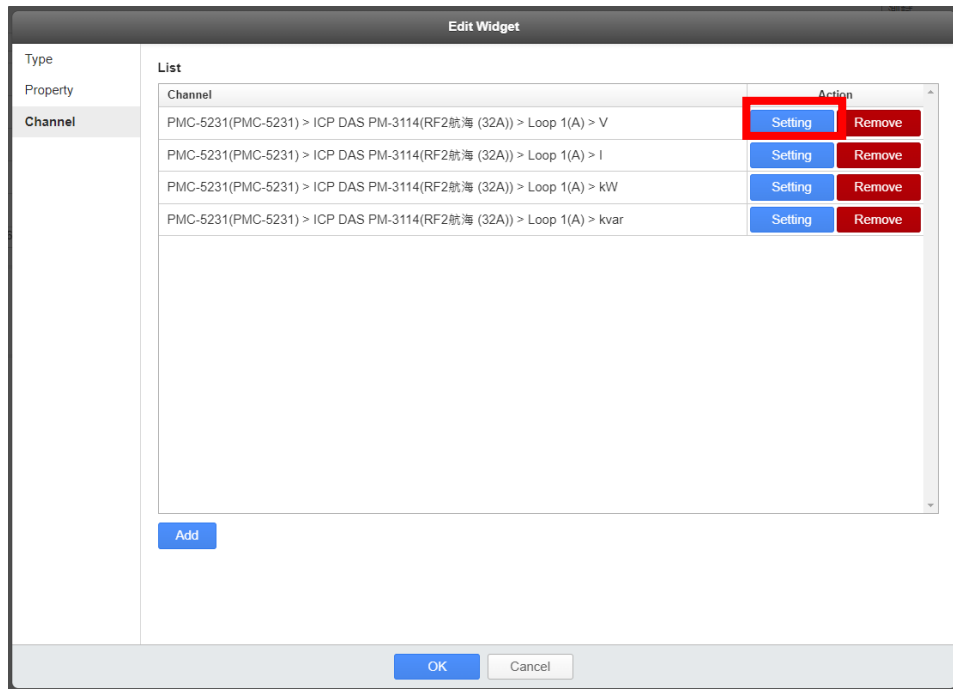 Edit Widget
Type
Property
Channel
List
Channel Action
PMC-5231(PMC-5231) > ICP DAS PM-3114(RF2航海 (32A)) > Loop 1(A) > V Setting Remove
PMC-5231(PMC-5231) > ICP DAS PM-3114(RF2航海 (32A)) > Loop 1(A) > I Setting Remove
PMC-5231(PMC-5231) > ICP DAS PM-3114(RF2航海 (32A)) > Loop 1(A) > kW Setting Remove
PMC-5231(PMC-5231) > ICP DAS PM-3114(RF2航海 (32A)) > Loop 1(A) > kvar Setting Remove
Add
OK Cancel